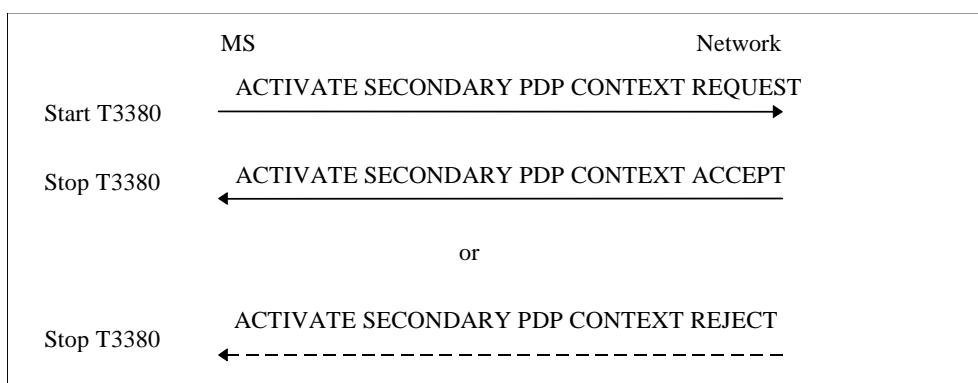 MS Network
ACTIVATE SECONDARY PDP CONTEXT REQUEST
Start T3380
ACTIVATE SECONDARY PDP CONTEXT ACCEPT
Stop T3380
or
ACTIVATE SECONDARY PDP CONTEXT REJECT
Stop T3380